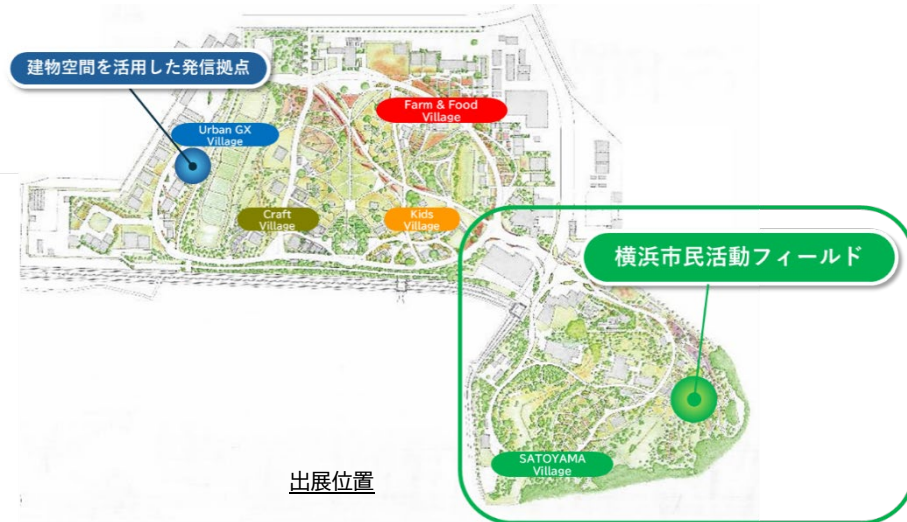 建物空間を活用した発信拠点
Farm & Food
Village
Urban GX
Village
Craft
Village
Kids
Village
横浜市民活動フィールド
SATOYAMA
Village
出展位置